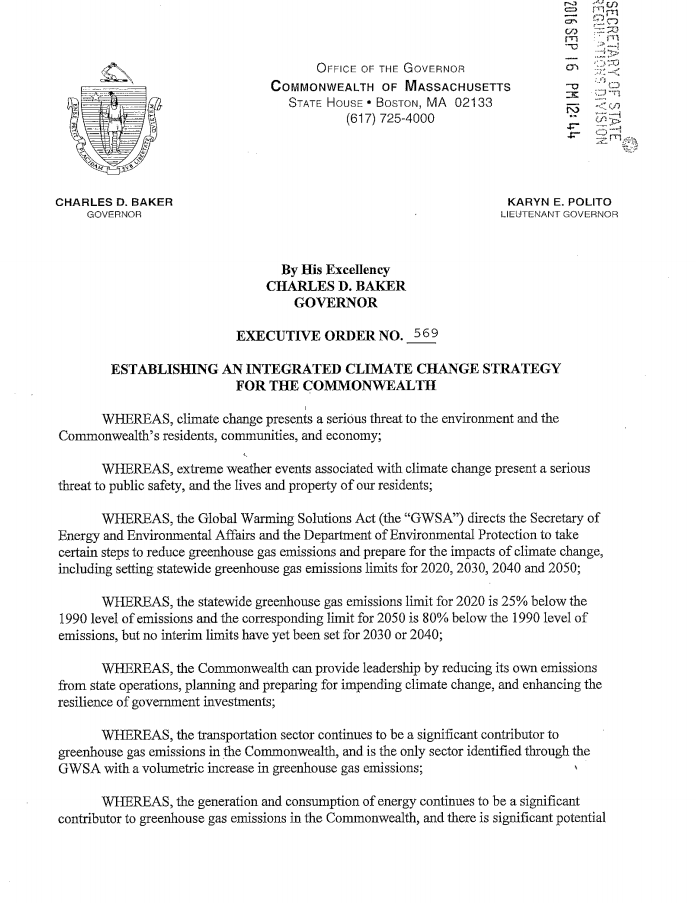 SECRETARY OF STATE
REGULATIONS DIVISION
2016 SEP 16 PM 12:44
OFFICE OF THE GOVERNOR
COMMONWEALTH OF MASSACHUSETTS
STATE HOUSE • BOSTON, MA 02133
(617) 725-4000
CHARLES D. BAKER
GOVERNOR
KARYN E. POLITO
LIEUTENANT GOVERNOR
By His Excellency
CHARLES D. BAKER
GOVERNOR
EXECUTIVE ORDER NO. 569
ESTABLISHING AN INTEGRATED CLIMATE CHANGE STRATEGY
FOR THE COMMONWEALTH
WHEREAS, climate change presents a serious threat to the environment and the
Commonwealth's residents, communities, and economy;
WHEREAS, extreme weather events associated with climate change present a serious
threat to public safety, and the lives and property of our residents;
WHEREAS, the Global Warming Solutions Act (the “GWSA”) directs the Secretary of
Energy and Environmental Affairs and the Department of Environmental Protection to take
certain steps to reduce greenhouse gas emissions and prepare for the impacts of climate change,
including setting statewide greenhouse gas emissions limits for 2020, 2030, 2040 and 2050;
WHEREAS, the statewide greenhouse gas emissions limit for 2020 is 25% below the
1990 level of emissions and the corresponding limit for 2050 is 80% below the 1990 level of
emissions, but no interim limits have yet been set for 2030 or 2040;
WHEREAS, the Commonwealth can provide leadership by reducing its own emissions
from state operations, planning and preparing for impending climate change, and enhancing the
resilience of government investments;
WHEREAS, the transportation sector continues to be a significant contributor to
greenhouse gas emissions in the Commonwealth, and is the only sector identified through the
GWSA with a volumetric increase in greenhouse gas emissions;
WHEREAS, the generation and consumption of energy continues to be a significant
contributor to greenhouse gas emissions in the Commonwealth, and there is significant potential